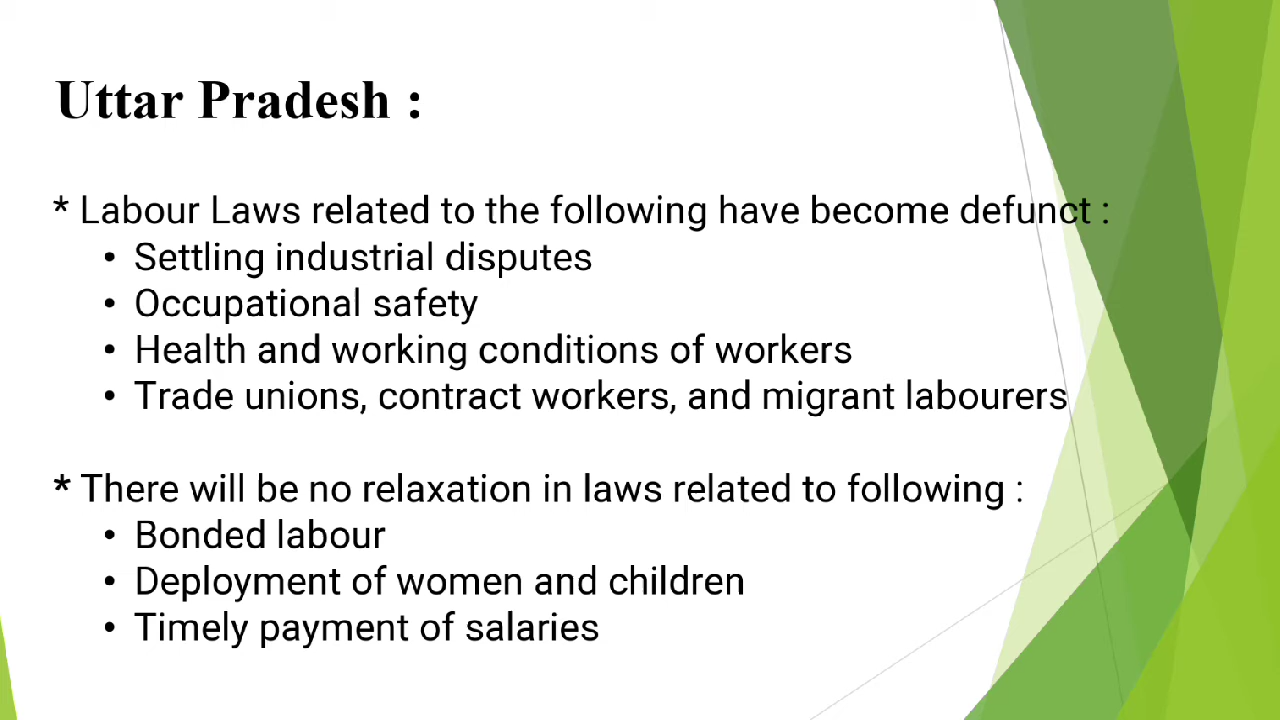 Uttar Pradesh :
* Labour Laws related to the following have become defunct :
• Settling industrial disputes
• Occupational safety
• Health and working conditions of workers
• Trade unions, contract workers, and migrant labourers
* There will be no relaxation in laws related to following :
• Bonded labour
• Deployment of women and children
• Timely payment of salaries